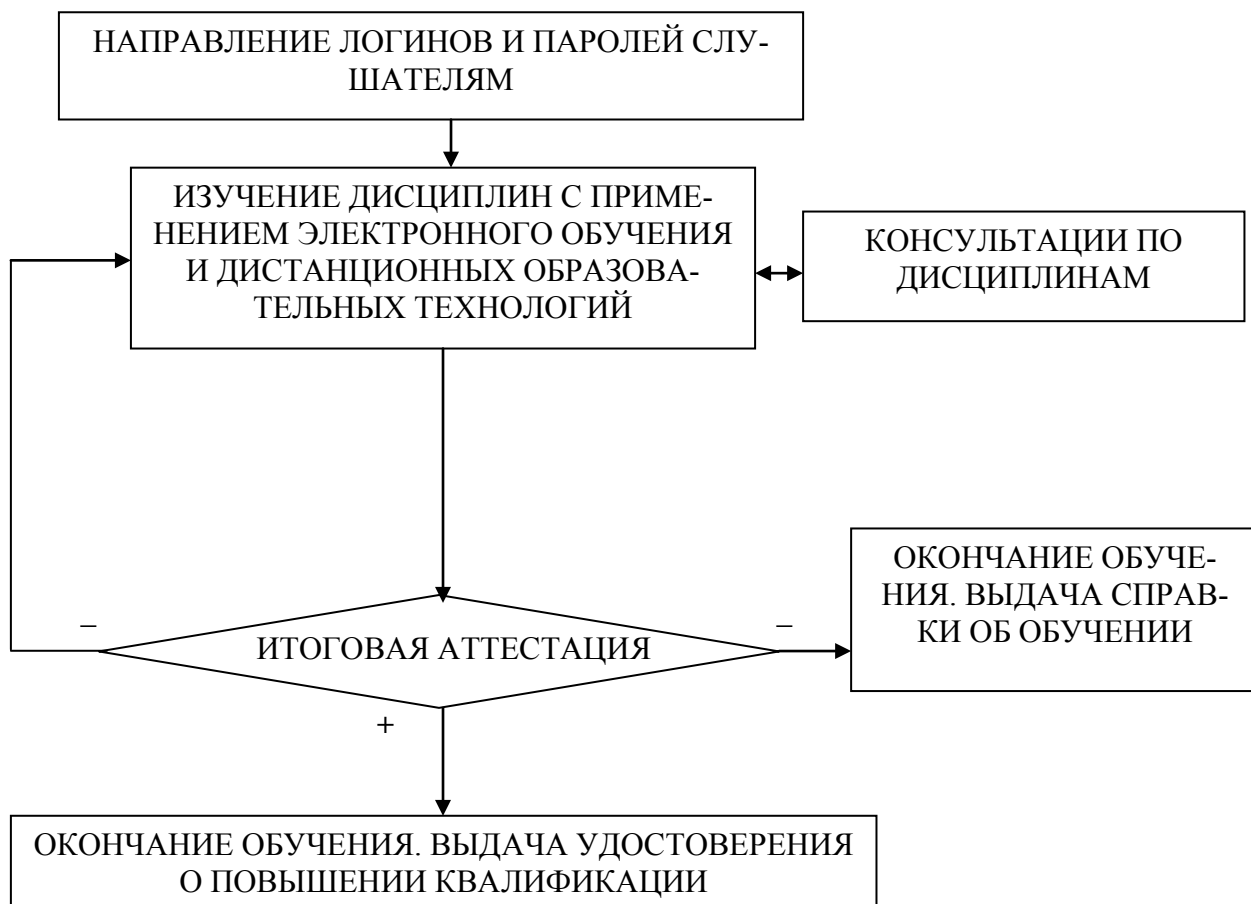 НАПРАВЛЕНИЕ ЛОГИНОВ И ПАРОЛЕЙ СЛУ-
ШАТЕЛЯМ
ИЗУЧЕНИЕ ДИСЦИПЛИН С ПРИМЕ-
НЕНИЕМ ЭЛЕКТРОННОГО ОБУЧЕНИЯ
И ДИСТАНЦИОННЫХ ОБРАЗОВА-
ТЕЛЬНЫХ ТЕХНОЛОГИЙ
КОНСУЛЬТАЦИИ ПО
ДИСЦИПЛИНАМ
ОКОНЧАНИЕ ОБУЧЕ-
НИЯ. ВЫДАЧА СПРАВ-
КИ ОБ ОБУЧЕНИИ
–
–
ИТОГОВАЯ АТТЕСТАЦИЯ
+
ОКОНЧАНИЕ ОБУЧЕНИЯ. ВЫДАЧА УДОСТОВЕРЕНИЯ
О ПОВЫШЕНИИ КВАЛИФИКАЦИИ